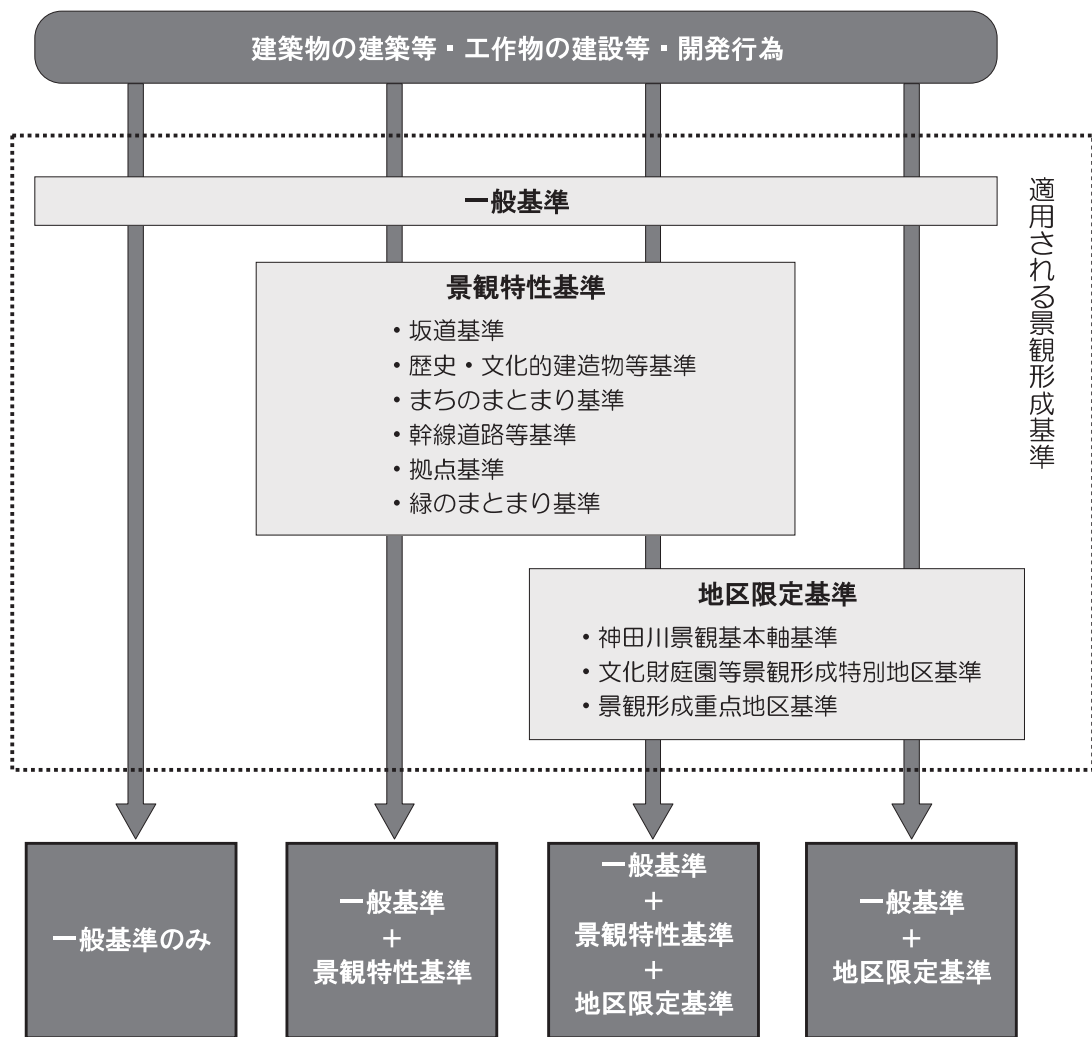 建築物の建築等・工作物の建設等・開発行為
一般基準
適用される景観形成基準
景観特性基準
・坂道基準
・歴史・文化的建造物等基準
・まちのまとまり基準
・幹線道路等基準
・拠点基準
・緑のまとまり基準
地区限定基準
・神田川景観基本軸基準
・文化財庭園等景観形成特別地区基準
・景観形成重点地区基準
一般基準のみ
一般基準
+
景観特性基準
一般基準
+
景観特性基準
+
地区限定基準
一般基準
+
地区限定基準